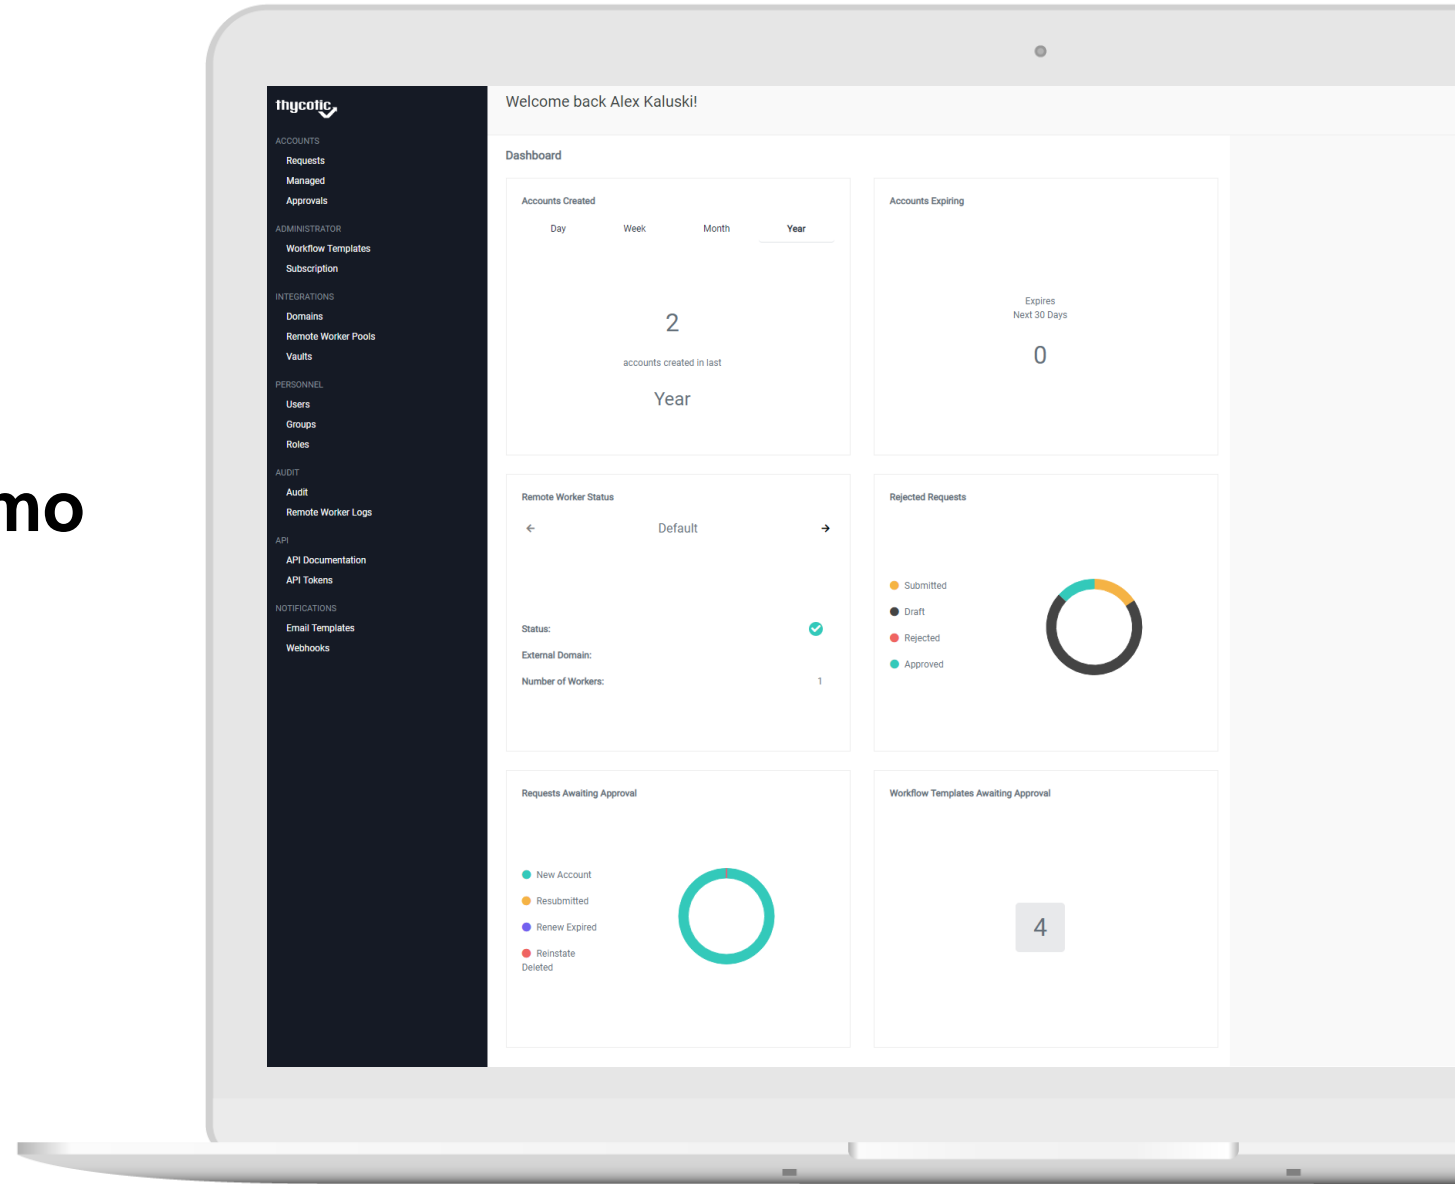 mo
thycotic
ACCOUNTS
Requests
Managed
Approvals
ADMINISTRATOR
Workflow Templates
Subscription
INTEGRATIONS
Domains
Remote Worker Pools
Vaults
PERSONNEL
Users
Groups
Roles
AUDIT
Audit
Remote Worker Logs
API
API Documentation
API Tokens
NOTIFICATIONS
Email Templates
Webhooks
Welcome back Alex Kaluski!
Dashboard
Accounts Created
Day Week Month Year
2
accounts created in last
Year
Accounts Expiring
Expires
Next 30 Days
0
Remote Worker Status
← Default →
Status:
External Domain:
Number of Workers: 1
Rejected Requests
Submitted
Draft
Rejected
Approved
Requests Awaiting Approval
New Account
Resubmitted
Renew Expired
Reinstate
Deleted
Workflow Templates Awaiting Approval
4